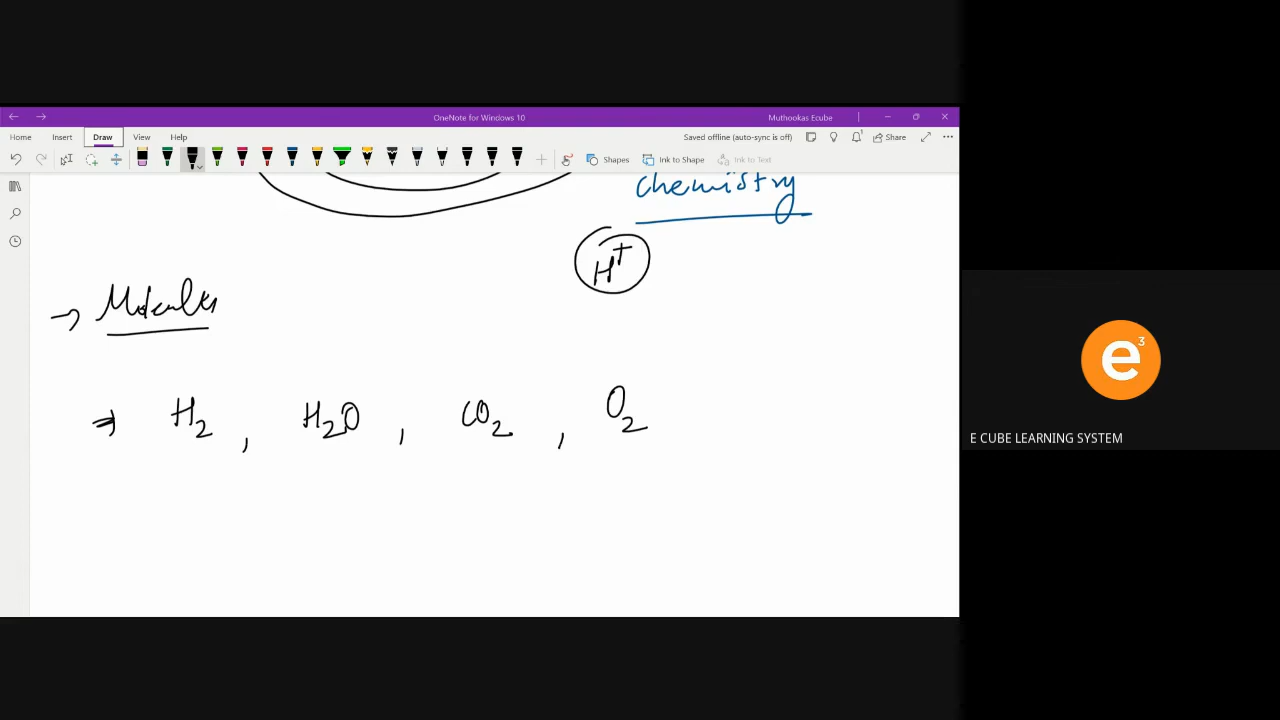 OneNote for Windows 10
Muthookas Ecube
Home Insert Draw View Help
Saved offline (auto-sync is off) Share
Shapes Ink to Shape Ink to Text
chemistry
H⁺
→ Molecules
⇒ H₂ , H₂O , CO₂ , O₂
e³
E CUBE LEARNING SYSTEM